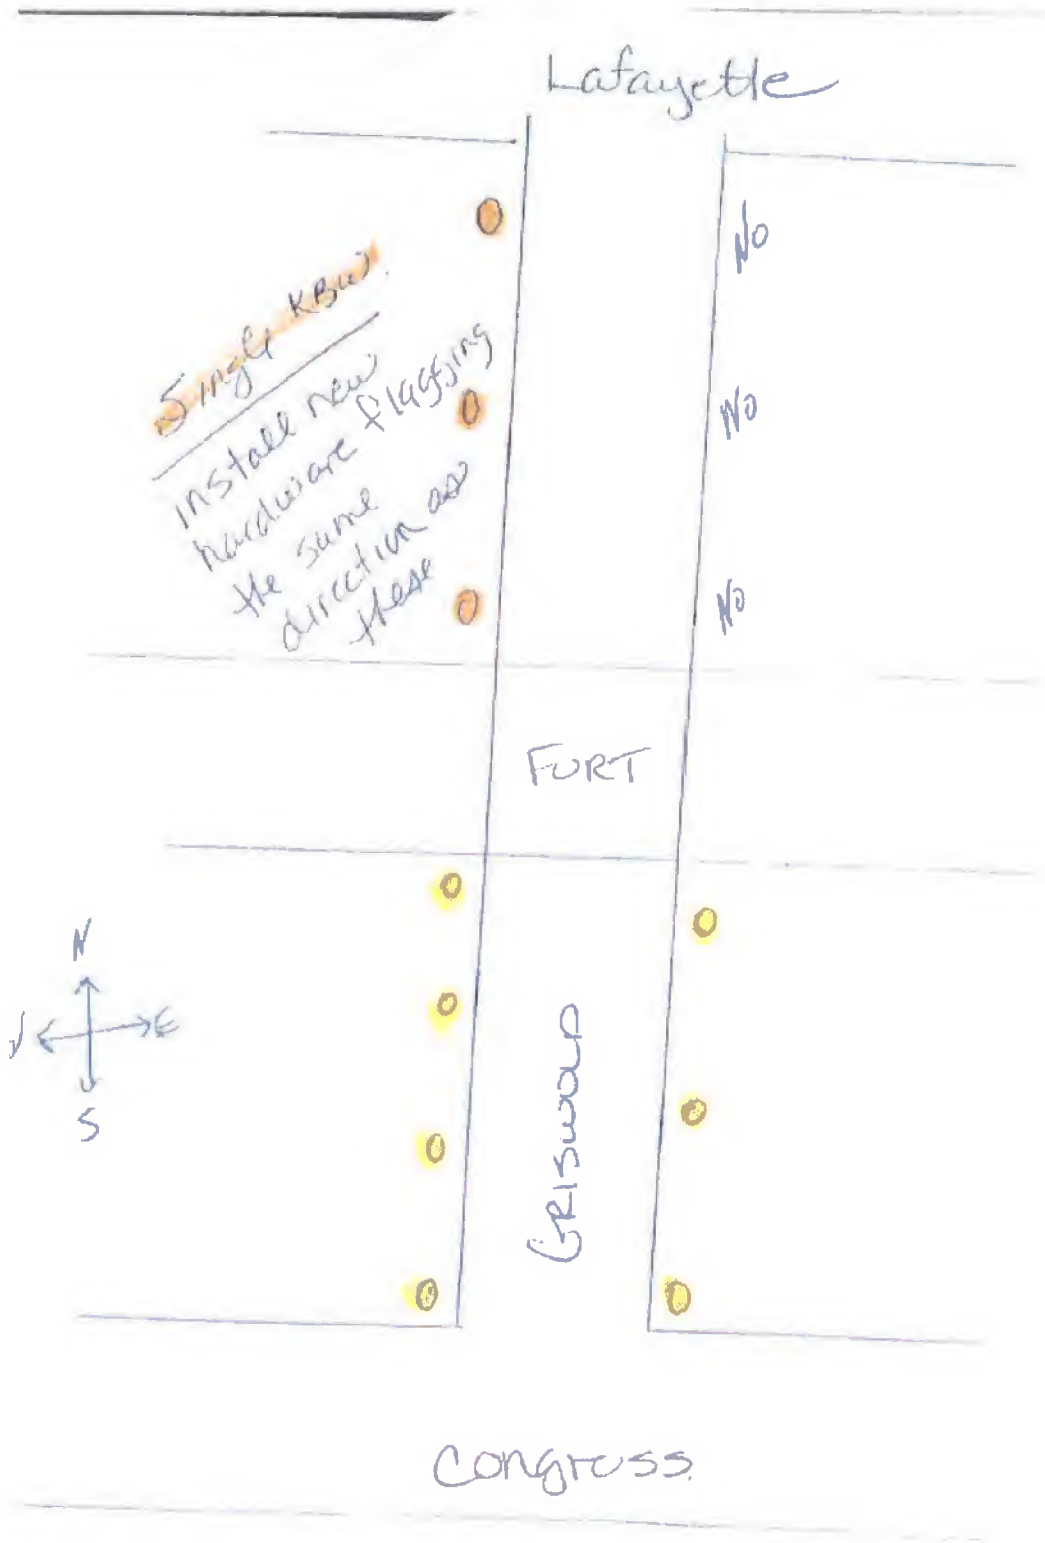 Lafayette
No
Single KBW.
install new
hardware flagging
the same
direction as
these
No
No
FORT
N
W E
S
GRISWOLD
Congress